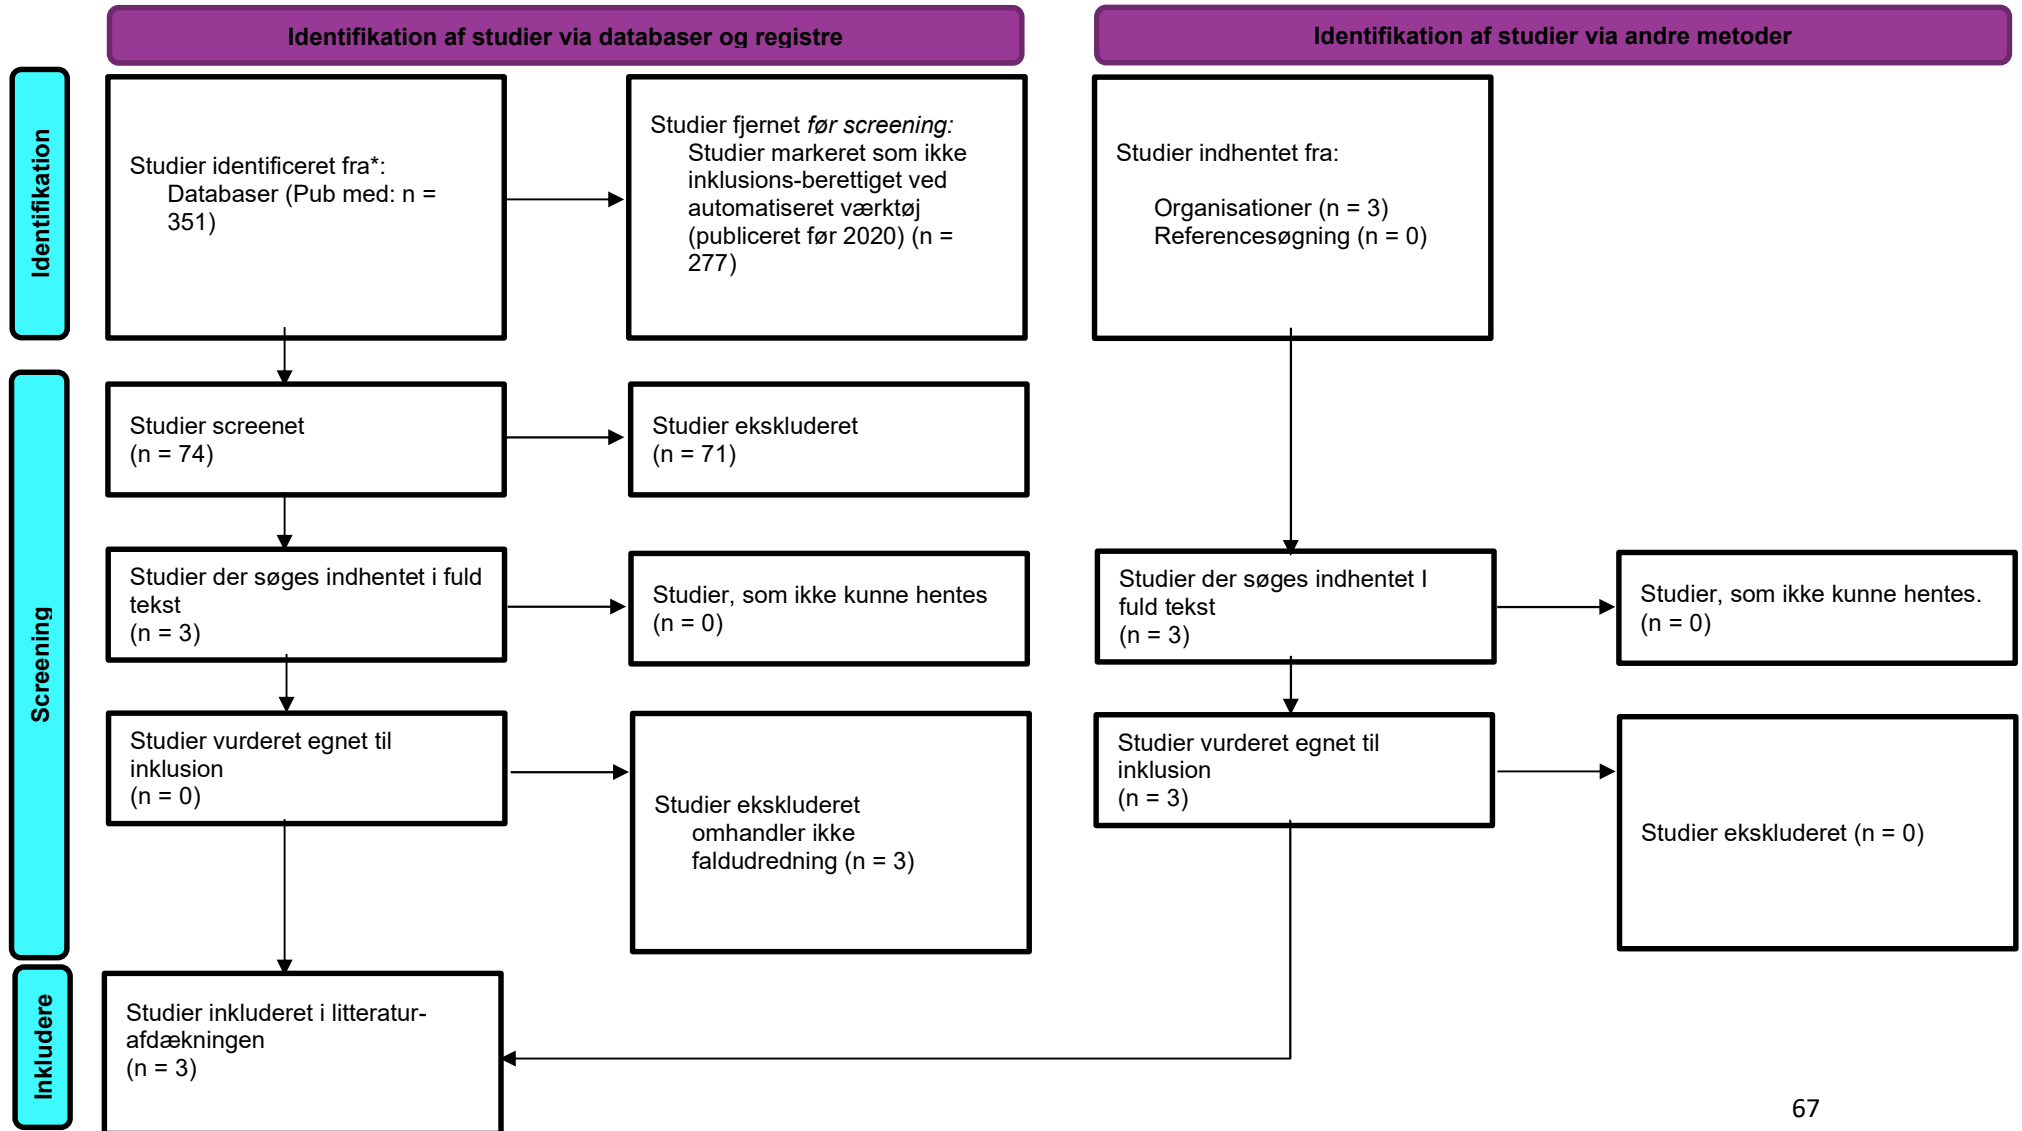 Identifikation af studier via databaser og registre
Identifikation af studier via andre metoder
Identifikation
Studier identificeret fra*:
Databaser (Pub med: n =
351)
Studier fjernet før screening:
Studier markeret som ikke
inklusions-berettiget ved
automatiseret værktøj
(publiceret før 2020) (n =
277)
Studier indhentet fra:
Organisationer (n = 3)
Referencesøgning (n = 0)
Screening
Studier screenet
(n = 74)
Studier ekskluderet
(n = 71)
Studier der søges indhentet i fuld
tekst
(n = 3)
Studier, som ikke kunne hentes
(n = 0)
Studier der søges indhentet I
fuld tekst
(n = 3)
Studier, som ikke kunne hentes.
(n = 0)
Studier vurderet egnet til
inklusion
(n = 0)
Studier ekskluderet
omhandler ikke
faldudredning (n = 3)
Studier vurderet egnet til
inklusion
(n = 3)
Studier ekskluderet (n = 0)
Inkludere
Studier inkluderet i litteratur-
afdækningen
(n = 3)
67